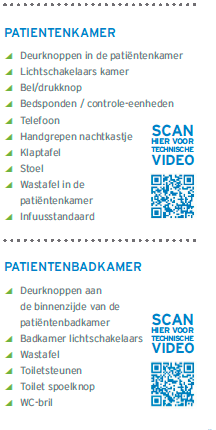 PATIENTENKAMER
Deurknoppen in de patiëntenkamer
Lichtschakelaars kamer
Bel/drukknop
Bedsponden / controle-eenheden
Telefoon
Handgrepen nachtkastje
Klaptafel
Stoel
Wastafel in de
patiëntenkamer
Infuusstandaard
SCAN
HIER VOOR
TECHNISCHE
VIDEO
PATIENTENBADKAMER
Deurknoppen aan
de binnenzijde van de
patiëntenbadkamer
Badkamer lichtschakelaars
Wastafel
Toiletsteunen
Toilet spoelknop
WC-bril
SCAN
HIER VOOR
TECHNISCHE
VIDEO